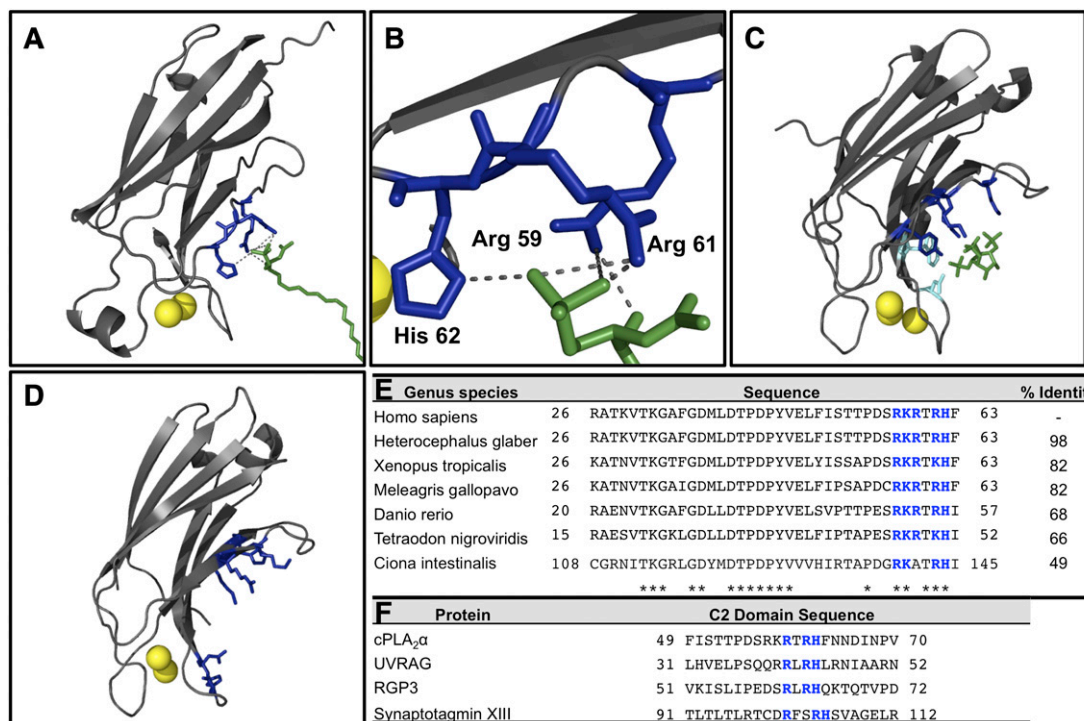 A
B
C
Arg 59
Arg 61
His 62
D
E Genus species Sequence % Identit
Homo sapiens 26 RATKVTKGAFGDMLDTPDPYVELFISTTPDSRKRTRHF 63 -
Heterocephalus glaber 26 RATKVTKGAFGDMLDTPDPYVELFISTTPDSRKRTRHF 63 98
Xenopus tropicalis 26 KATNVTKGTFGDMLDTPDPYVELYISSAPDSRKRTKHF 63 82
Meleagris gallopavo 26 KATNVTKGAIGDMLDTPDPYVELFIPSAPDCRKRTKHF 63 82
Danio rerio 20 RAENVTKGAFGDLLDTPDPYVELSVPTTPESRKRTKHI 57 68
Tetraodon nigroviridis 15 RAESVTKGKLGDLLDTPDPYVELFIPTAPESRKRTKHI 52 66
Ciona intestinalis 108 CGRNITKGRLGDYMDTPDPYVVVHIRTAPDGRKATRHI 145 49
*** ** ******* * ** ***
F Protein C2 Domain Sequence
cPLA₂α 49 FISTTPDSRKRTRHFNNDINPV 70
UVRAG 31 LHVELPSQQRRLRHLRNIAARN 52
RGP3 51 VKISLIPEDSRLRHQKTQTVPD 72
Synaptotagmin XIII 91 TLTLTLRTCDRFSRHSVAGELR 112